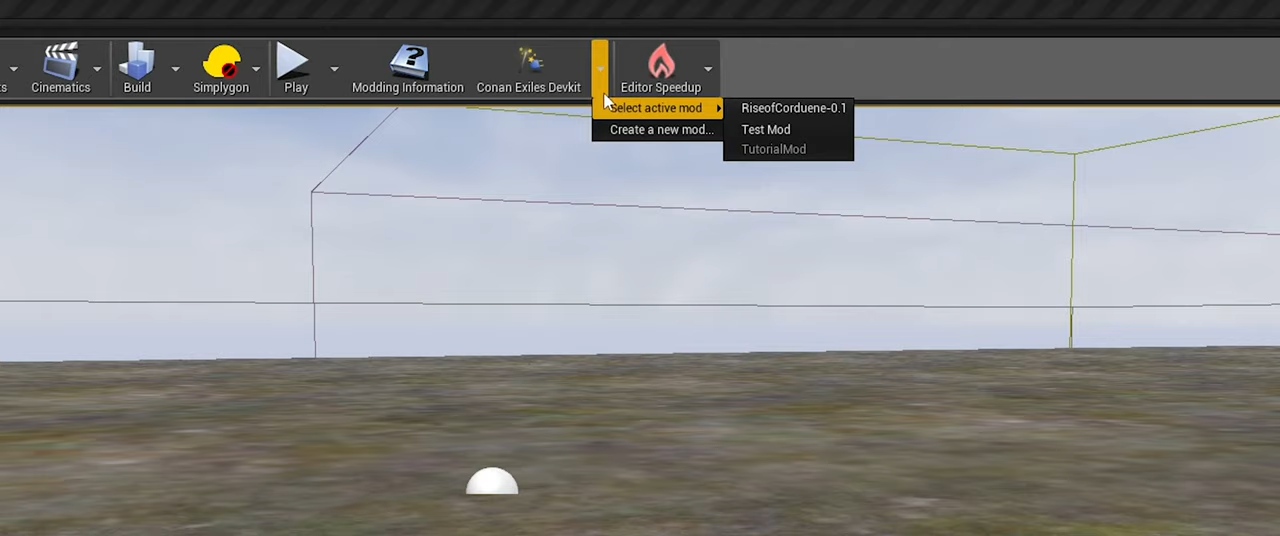 ts
Cinematics
Build
Simplygon
Play
Modding Information
Conan Exiles Devkit
Editor Speedup
Select active mod
Create a new mod...
RiseofCorduene-0.1
Test Mod
TutorialMod